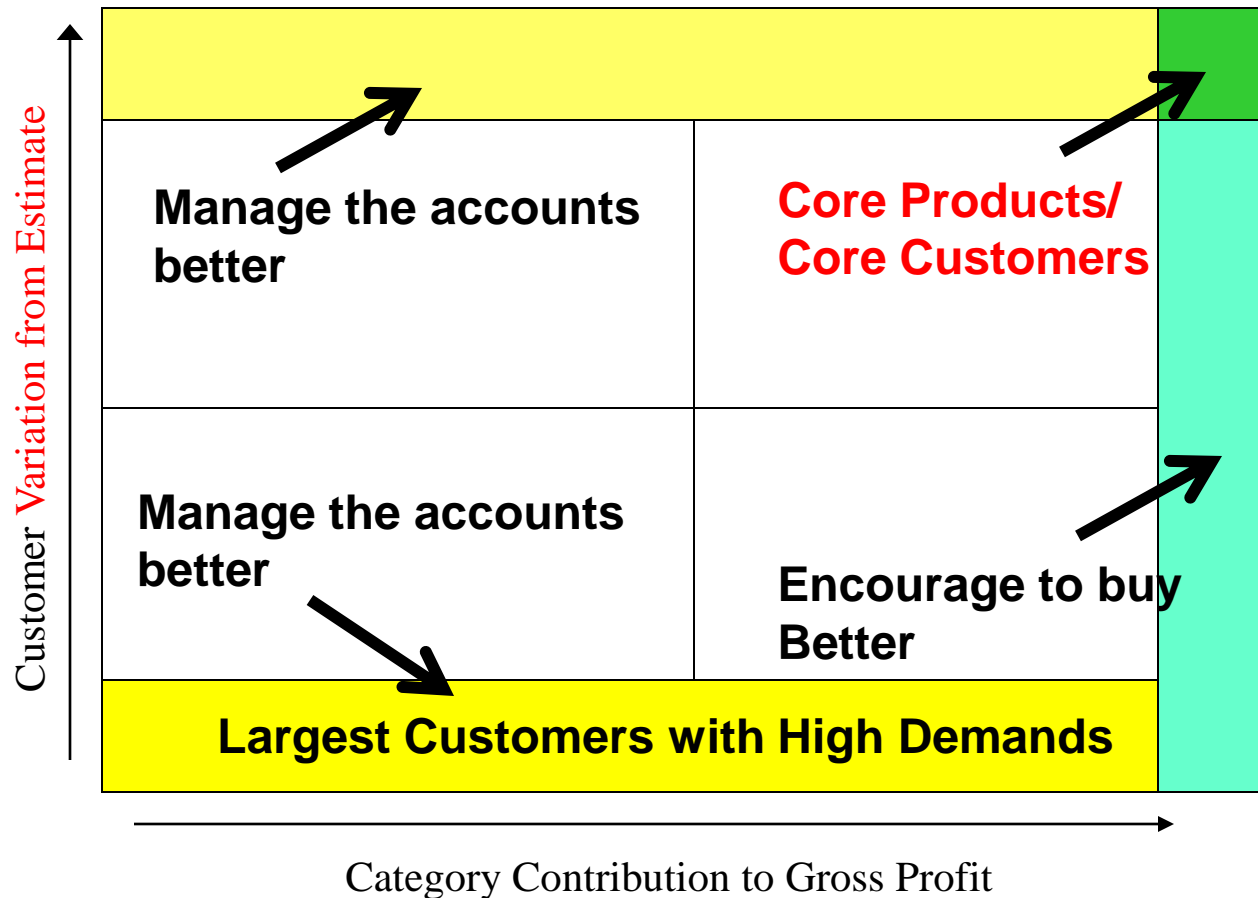 Customer Variation from Estimate
Manage the accounts
better
Core Products/
Core Customers
Manage the accounts
better
Encourage to buy
Better
Largest Customers with High Demands
Category Contribution to Gross Profit